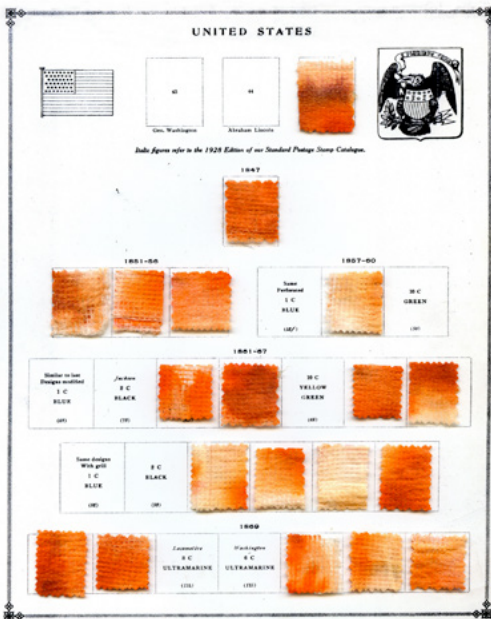 UNITED STATES
Geo. Washington
Abraham Lincoln
Italic figures refer to the 1928 Edition of our Standard Postage Stamp Catalogue.
1847
1851-56
1857-60
Same
Perforated
1 C
BLUE
GREEN
1861-67
Similar to last
Designs modified
1 C
BLUE
Jackson
2 C
BLACK
10 C
YELLOW
GREEN
Same designs
With grill
1 C
BLUE
2 C
BLACK
1869
Locomotive
3 C
ULTRAMARINE
Washington
6 C
ULTRAMARINE